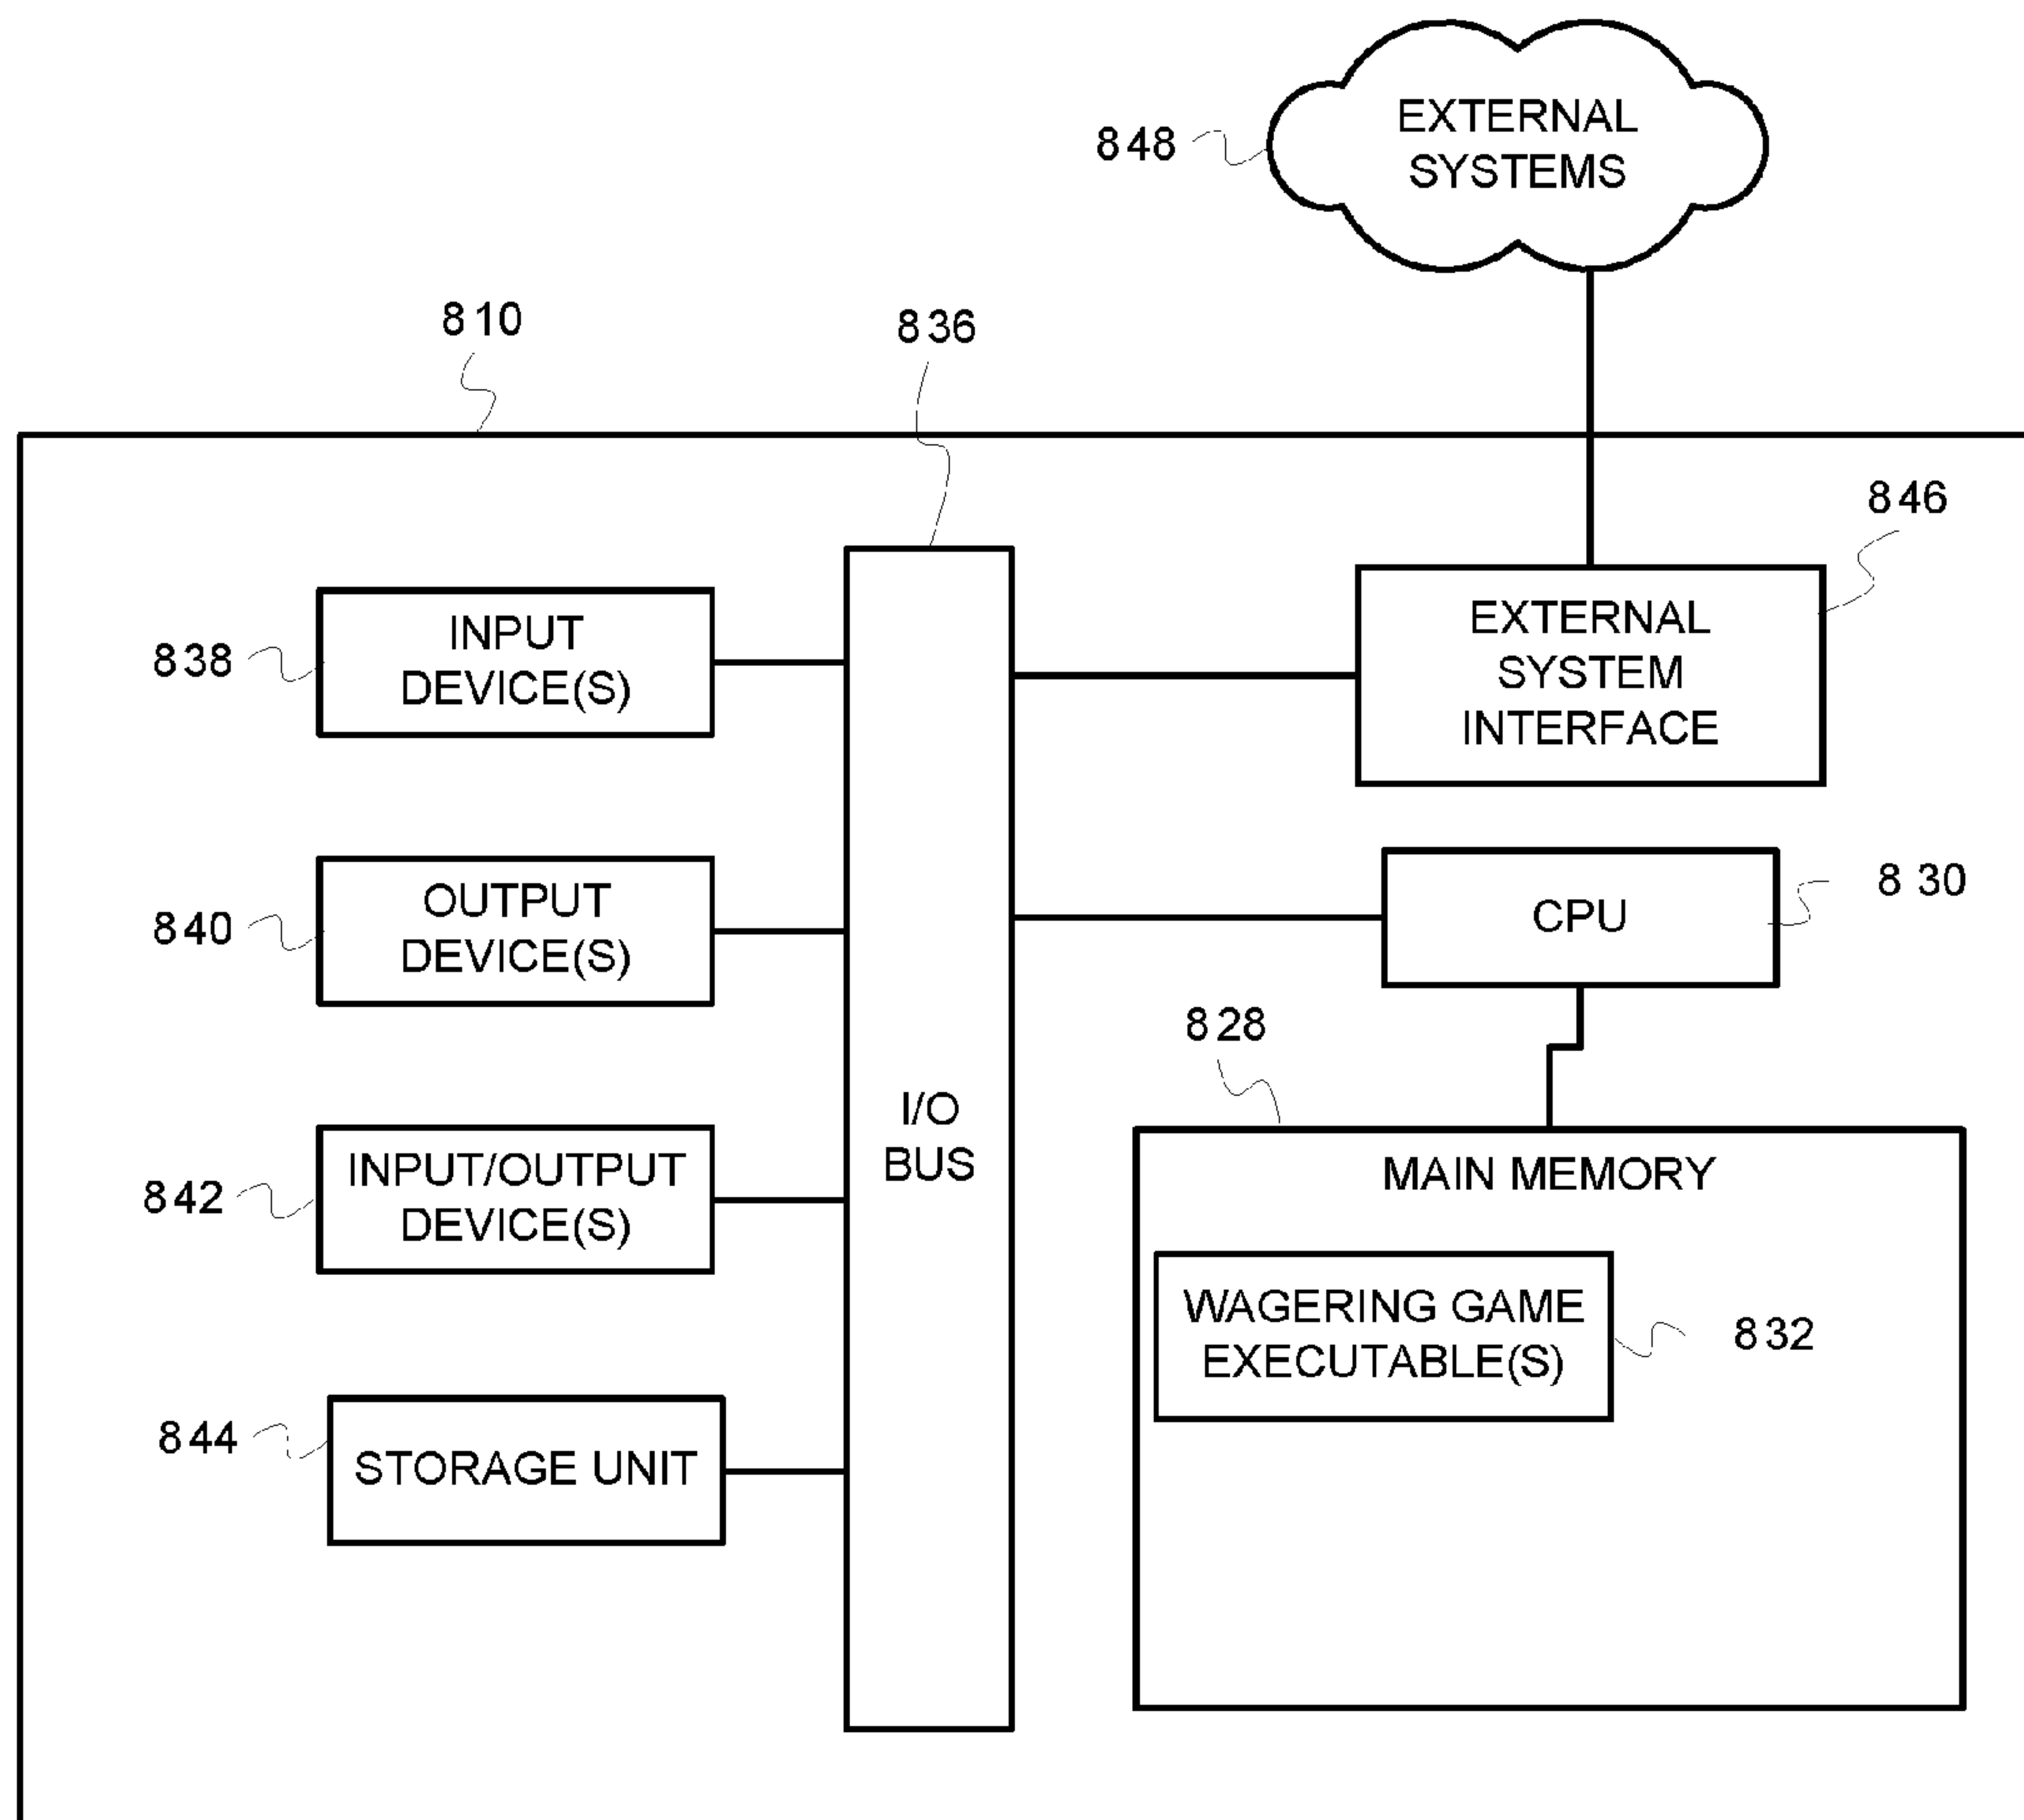 EXTERNAL
SYSTEMS
848
810
836
846
INPUT
DEVICE(S)
838
EXTERNAL
SYSTEM
INTERFACE
OUTPUT
DEVICE(S)
840
CPU
830
828
I/O
BUS
INPUT/OUTPUT
DEVICE(S)
842
MAIN MEMORY
WAGERING GAME
EXECUTABLE(S)
832
844
STORAGE UNIT